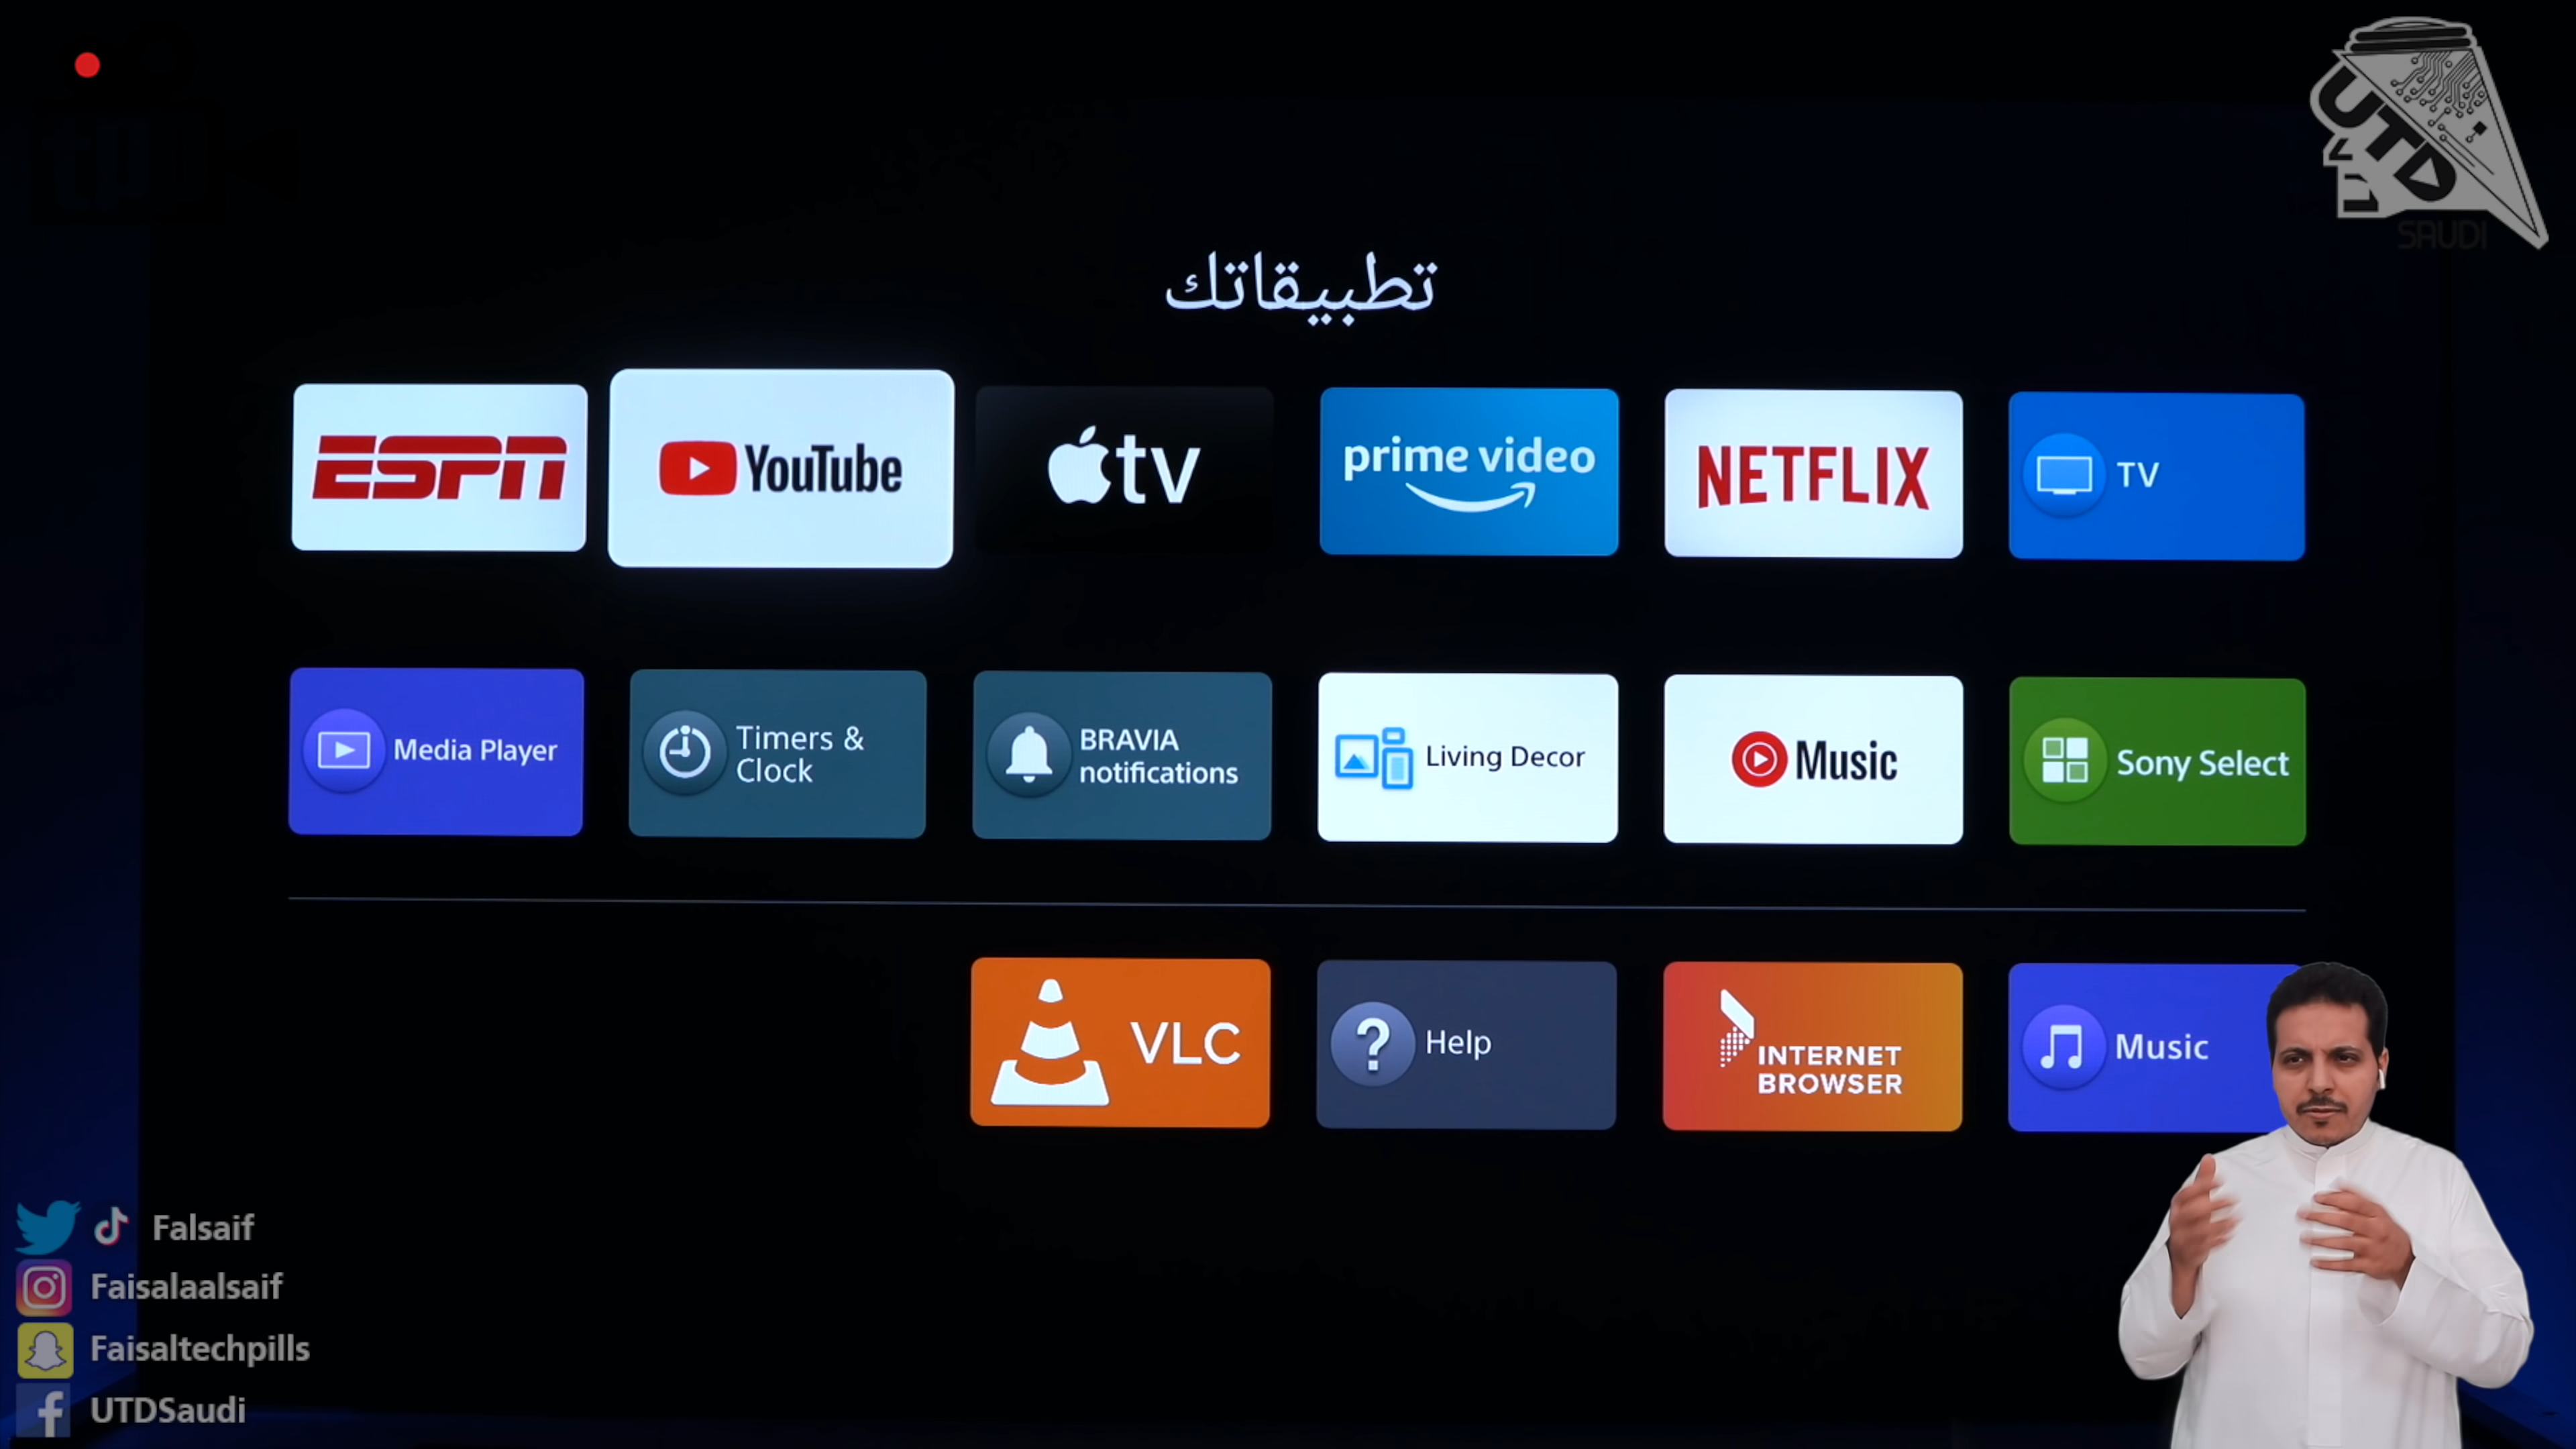 UTD
SAUDI
تطبيقاتك
ESPN
YouTube
tv
prime video
NETFLIX
TV
Media Player
Timers &
Clock
BRAVIA
notifications
Living Decor
Music
Sony Select
VLC
Help
INTERNET
BROWSER
Music
Falsaif
Faisalaalsaif
Faisaltechpills
UTDSaudi